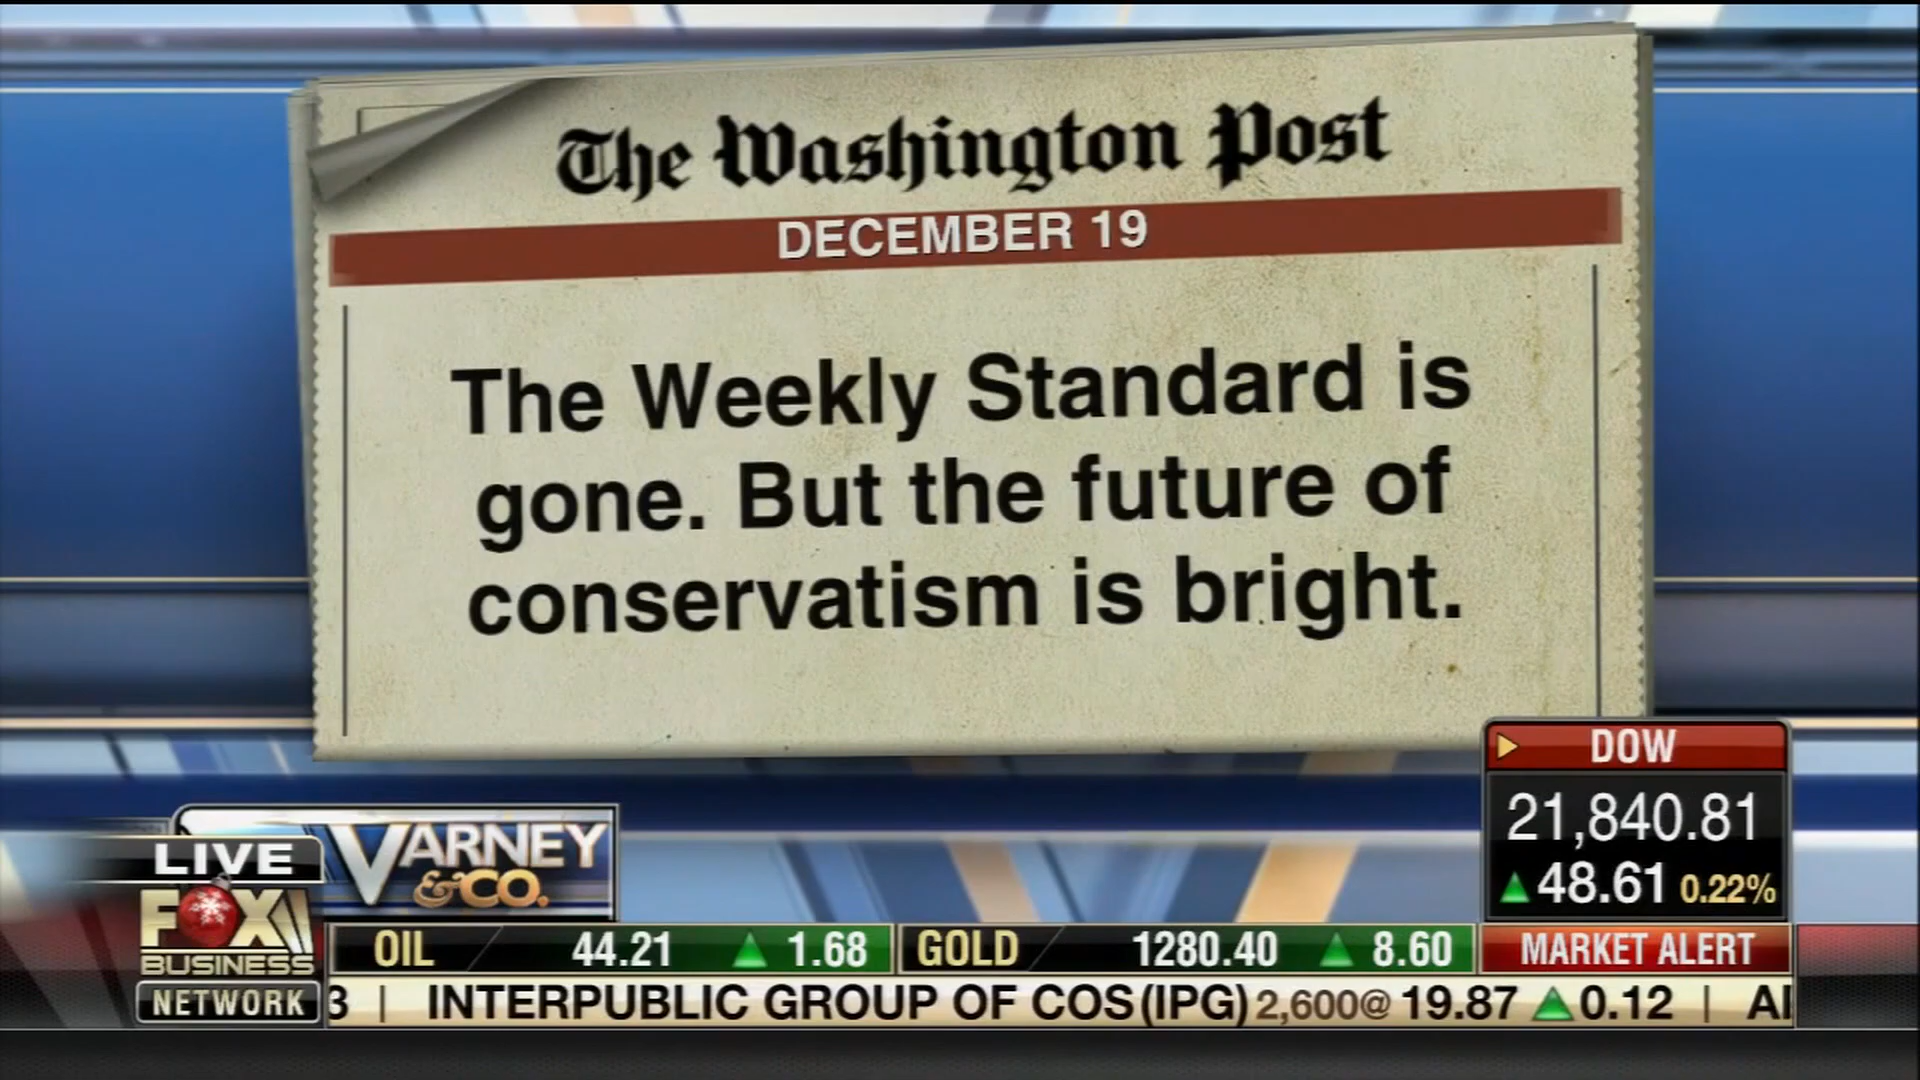 The Washington Post
DECEMBER 19
The Weekly Standard is
gone. But the future of
conservatism is bright.
DOW
21,840.81
▲ 48.61 0.22%
MARKET ALERT
LIVE
VARNEY
& CO.
FOX
BUSINESS
NETWORK
OIL 44.21 ▲ 1.68
GOLD 1280.40 ▲ 8.60
3 | INTERPUBLIC GROUP OF COS (IPG) 2,600@ 19.87 ▲ 0.12 |